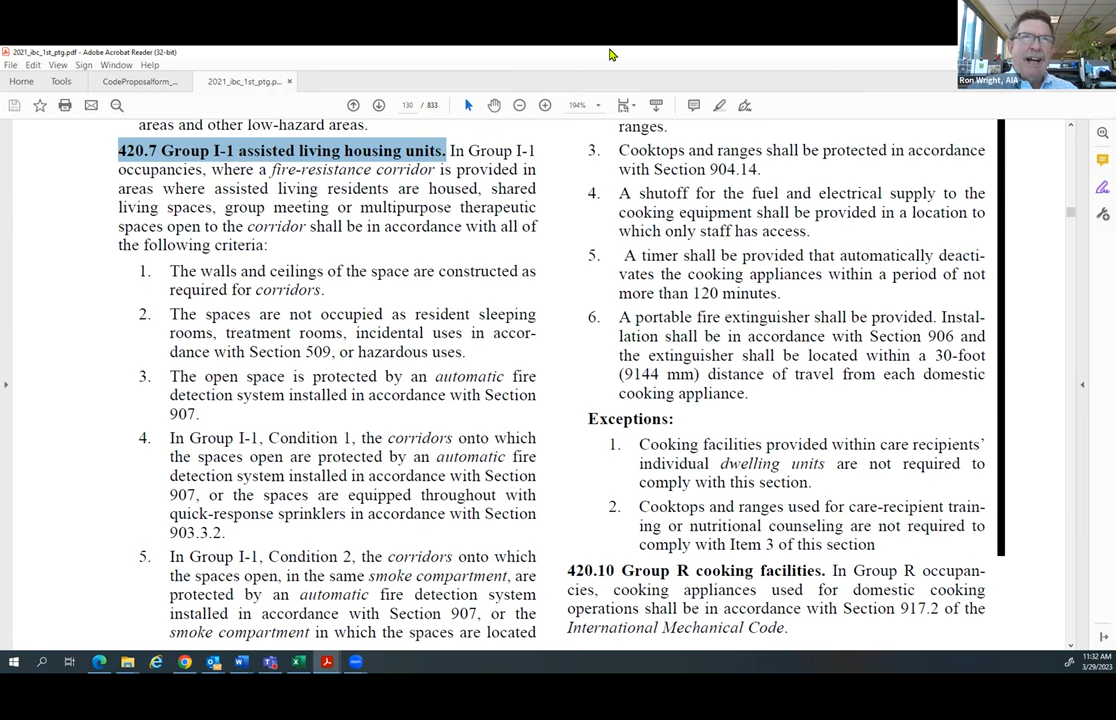 2021_ibc_1st_ptg.pdf - Adobe Acrobat Reader (32-bit)
File Edit View Sign Window Help
Home Tools CodeProposalform_... 2021_ibc_1st_ptg.p... ×
130 / 833 194%
Ron Wright, AIA
areas and other low-hazard areas.
420.7 Group I-1 assisted living housing units. In Group I-1
occupancies, where a fire-resistance corridor is provided in
areas where assisted living residents are housed, shared
living spaces, group meeting or multipurpose therapeutic
spaces open to the corridor shall be in accordance with all of
the following criteria:
1. The walls and ceilings of the space are constructed as
required for corridors.
2. The spaces are not occupied as resident sleeping
rooms, treatment rooms, incidental uses in accor-
dance with Section 509, or hazardous uses.
3. The open space is protected by an automatic fire
detection system installed in accordance with Section
907.
4. In Group I-1, Condition 1, the corridors onto which
the spaces open are protected by an automatic fire
detection system installed in accordance with Section
907, or the spaces are equipped throughout with
quick-response sprinklers in accordance with Section
903.3.2.
5. In Group I-1, Condition 2, the corridors onto which
the spaces open, in the same smoke compartment, are
protected by an automatic fire detection system
installed in accordance with Section 907, or the
smoke compartment in which the spaces are located
ranges.
3. Cooktops and ranges shall be protected in accordance
with Section 904.14.
4. A shutoff for the fuel and electrical supply to the
cooking equipment shall be provided in a location to
which only staff has access.
5. A timer shall be provided that automatically deacti-
vates the cooking appliances within a period of not
more than 120 minutes.
6. A portable fire extinguisher shall be provided. Instal-
lation shall be in accordance with Section 906 and
the extinguisher shall be located within a 30-foot
(9144 mm) distance of travel from each domestic
cooking appliance.
Exceptions:
1. Cooking facilities provided within care recipients’
individual dwelling units are not required to
comply with this section.
2. Cooktops and ranges used for care-recipient train-
ing or nutritional counseling are not required to
comply with Item 3 of this section
420.10 Group R cooking facilities. In Group R occupan-
cies, cooking appliances used for domestic cooking
operations shall be in accordance with Section 917.2 of the
International Mechanical Code.
11:32 AM
3/29/2023